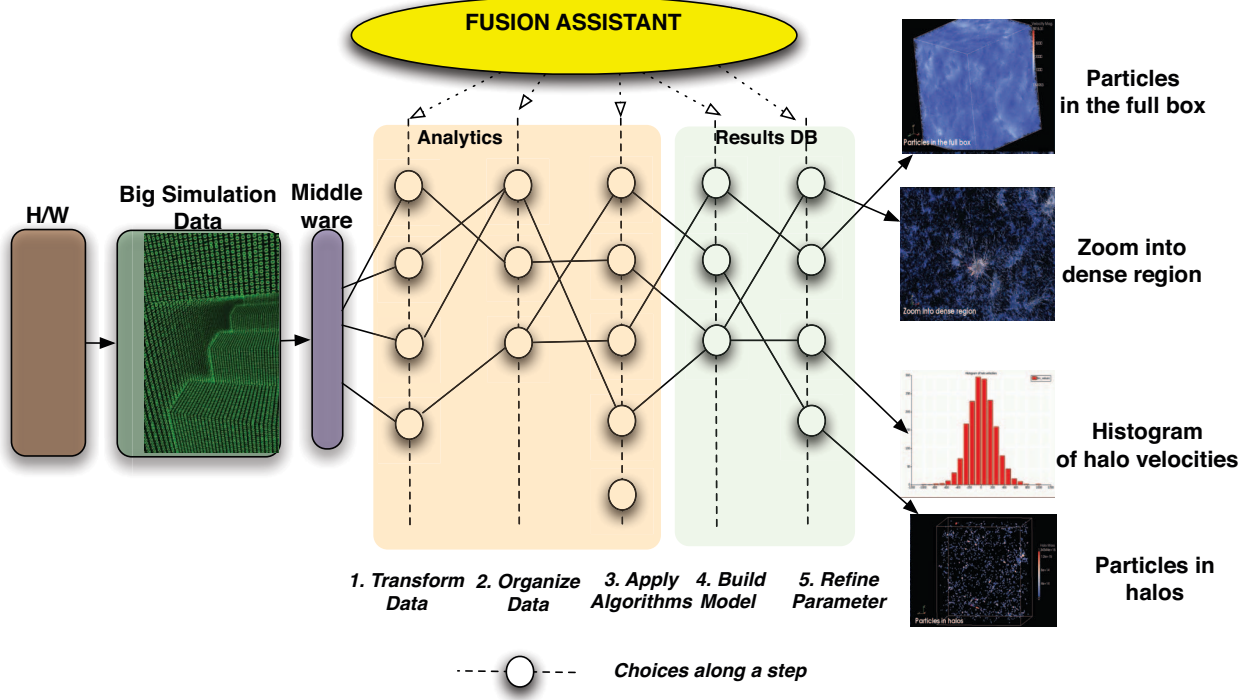 FUSION ASSISTANT
Analytics
Results DB
H/W
Big Simulation
Data
Middle
ware
Particles
in the full box
Particles in the full box
Zoom into
dense region
Zoom into dense region
Histogram
of halo velocities
Particles in
halos
Particles in halos
1. Transform
Data
2. Organize
Data
3. Apply
Algorithms
4. Build
Model
5. Refine
Parameter
Choices along a step